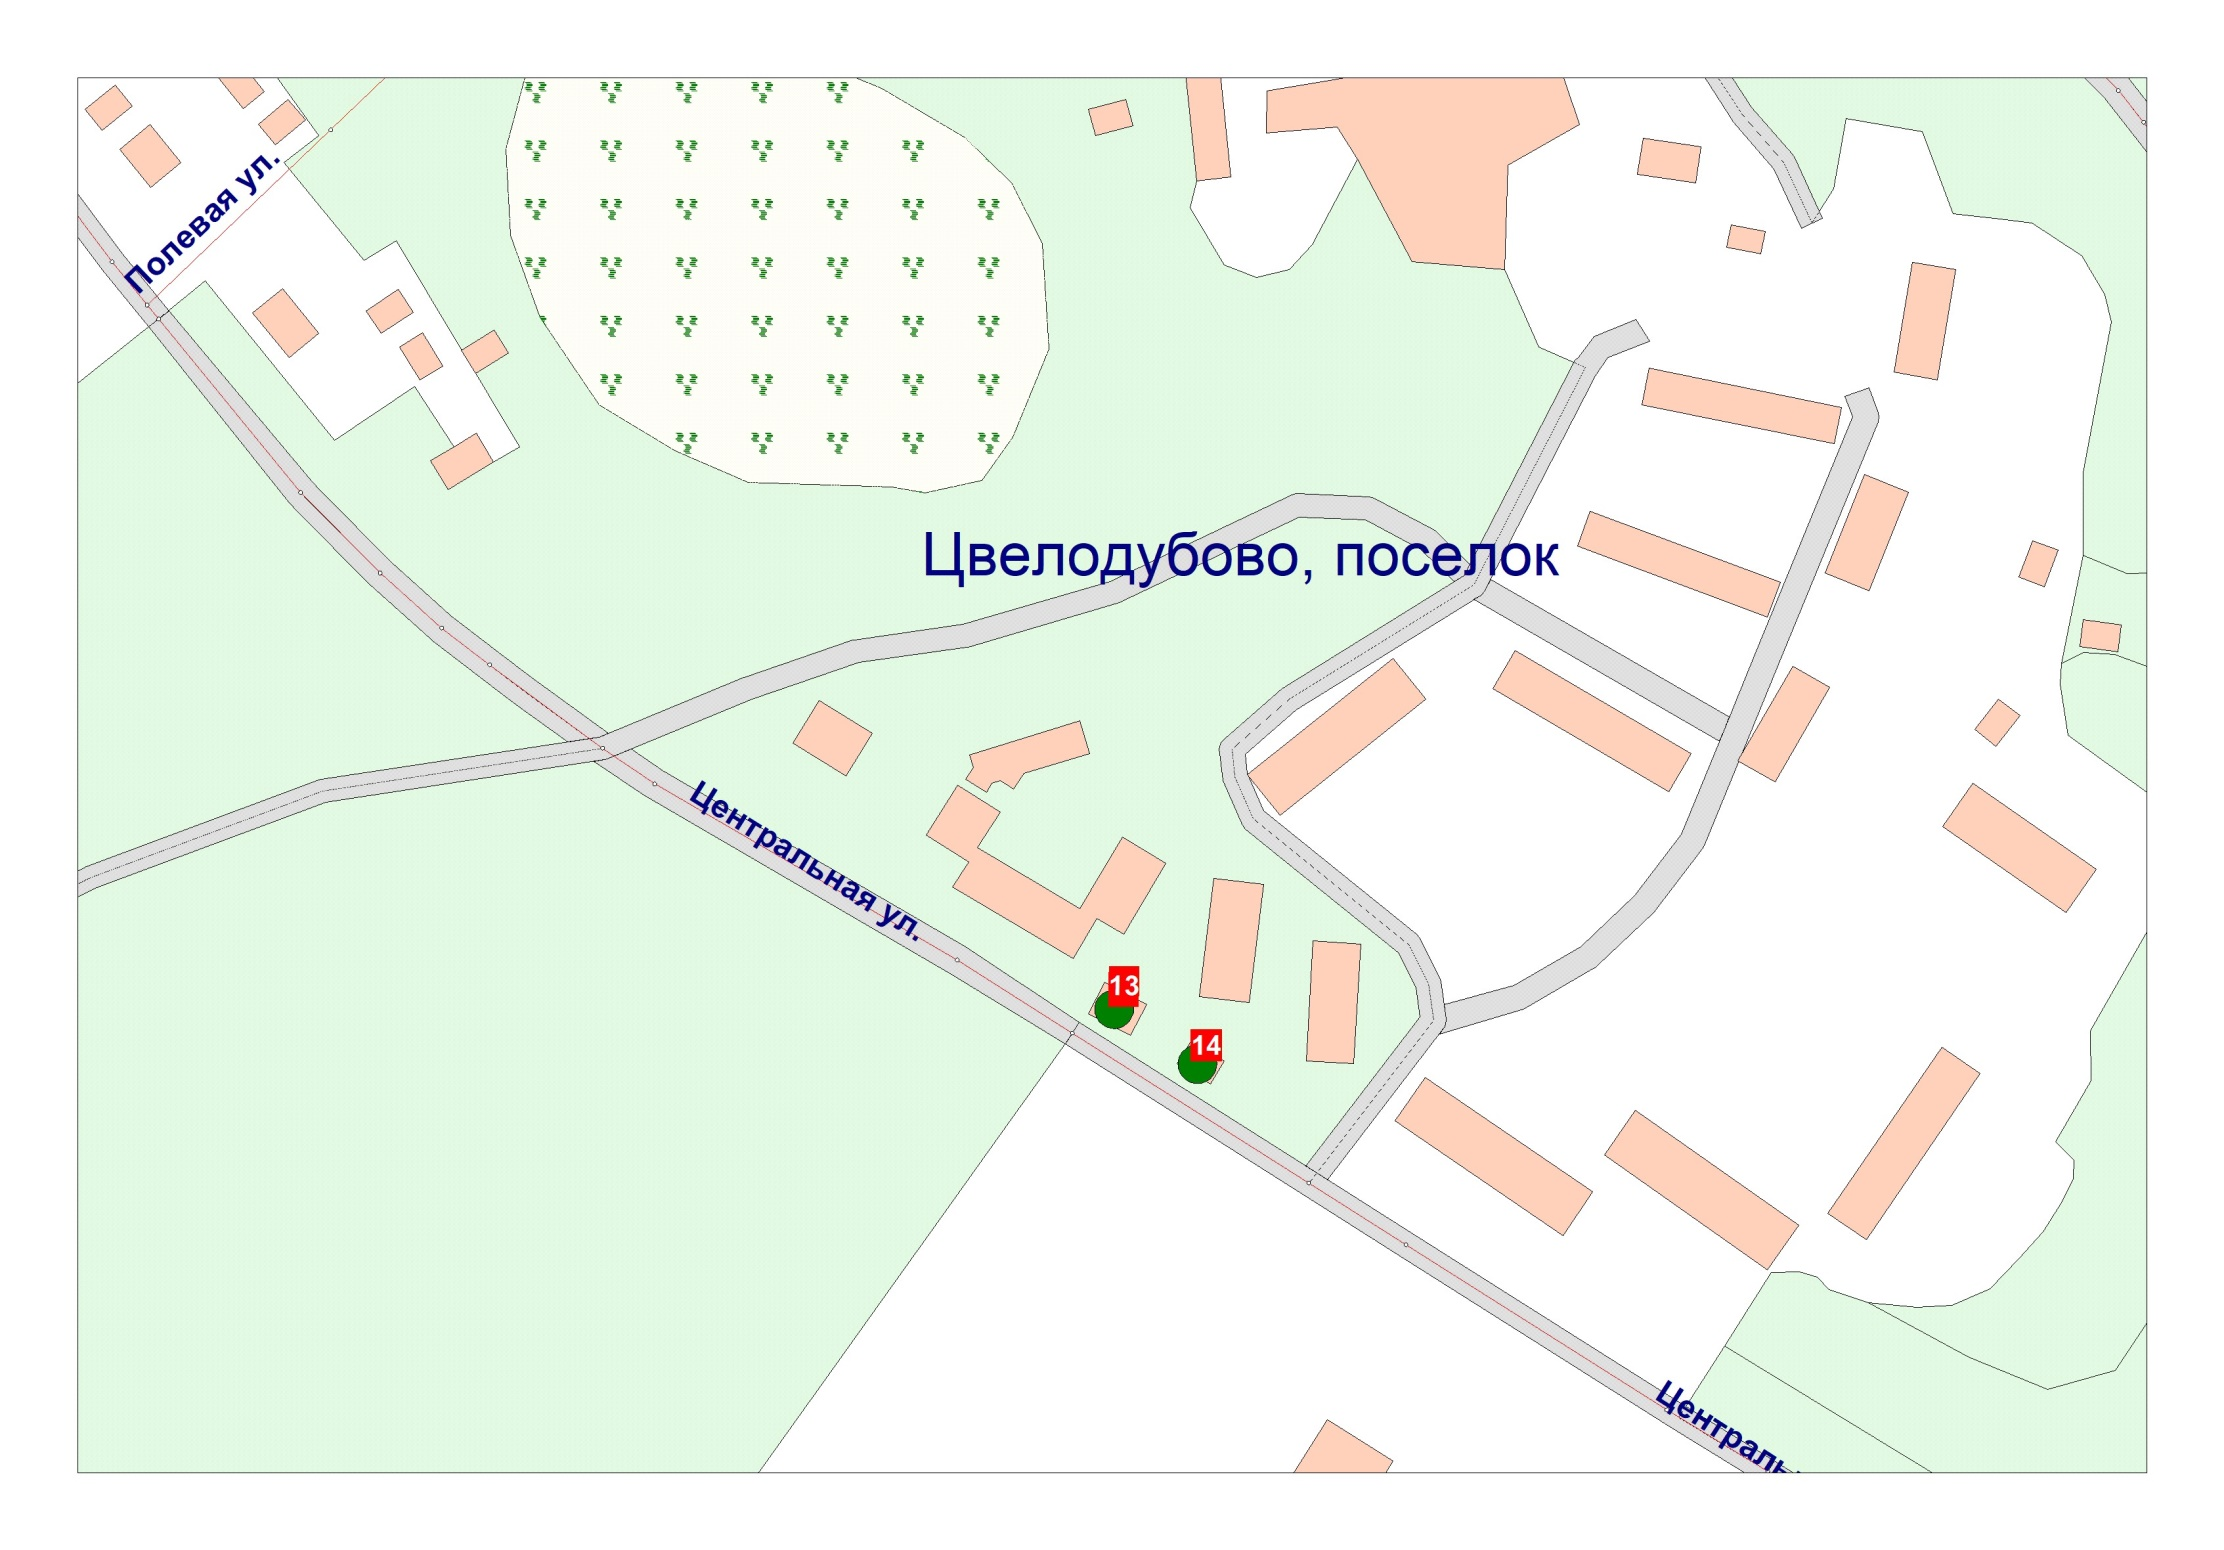 Полевая ул.
Цвелодубово, поселок
Центральная ул.
13
14
Централь